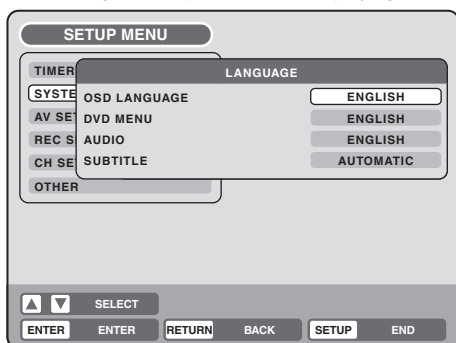 SETUP MENU
TIMER
LANGUAGE
SYSTE
OSD LANGUAGE ENGLISH
AV SET
DVD MENU ENGLISH
REC S
AUDIO ENGLISH
CH SE
SUBTITLE AUTOMATIC
OTHER
▲ ▼ SELECT
ENTER ENTER RETURN BACK SETUP END